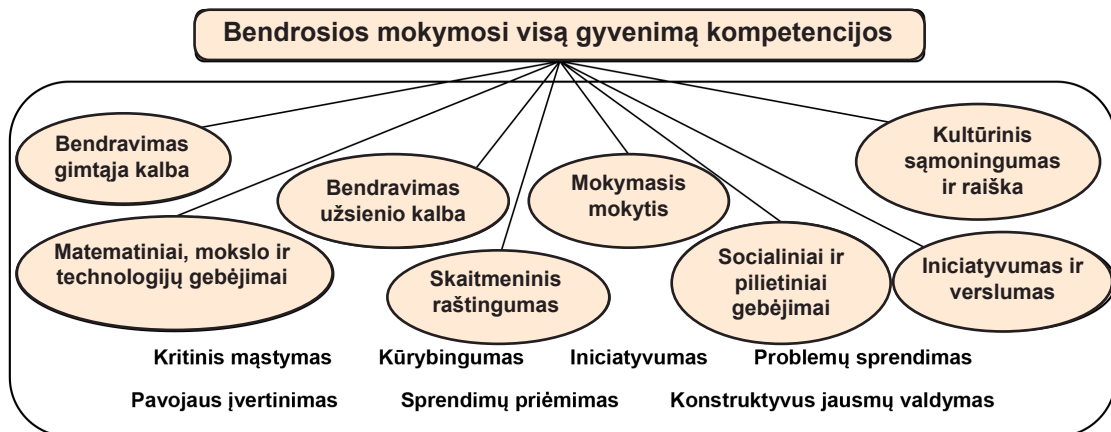 Bendrosios mokymosi visą gyvenimą kompetencijos
Bendravimas
gimtąja kalba
Kultūrinis
sąmoningumas
ir raiška
Bendravimas
užsienio kalba
Mokymasis
mokytis
Matematiniai, mokslo ir
technologijų gebėjimai
Skaitmeninis
raštingumas
Socialiniai ir
pilietiniai
gebėjimai
Iniciatyvumas ir
verslumas
Kritinis mąstymas Kūrybingumas Iniciatyvumas Problemų sprendimas
Pavojaus įvertinimas Sprendimų priėmimas Konstruktyvus jausmų valdymas